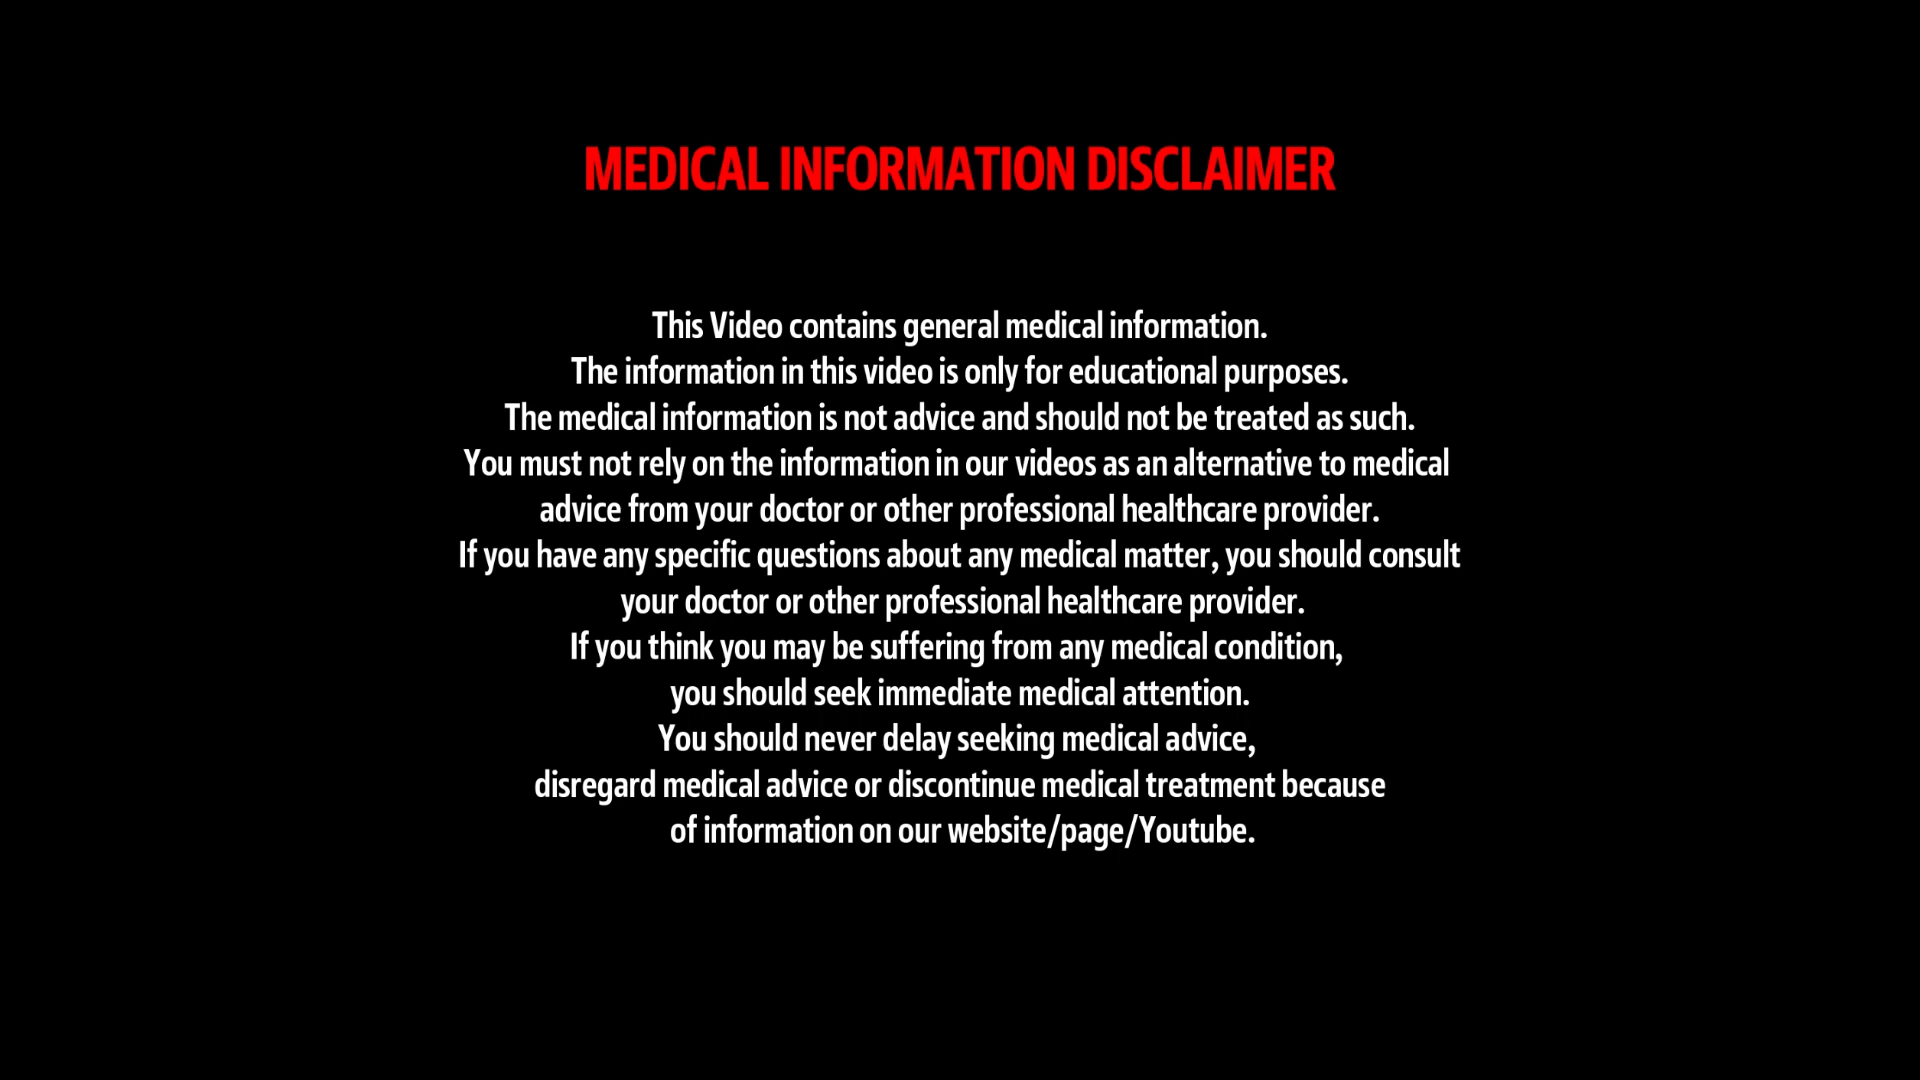 MEDICAL INFORMATION DISCLAIMER
This Video contains general medical information.
The information in this video is only for educational purposes.
The medical information is not advice and should not be treated as such.
You must not rely on the information in our videos as an alternative to medical
advice from your doctor or other professional healthcare provider.
If you have any specific questions about any medical matter, you should consult
your doctor or other professional healthcare provider.
If you think you may be suffering from any medical condition,
you should seek immediate medical attention.
You should never delay seeking medical advice,
disregard medical advice or discontinue medical treatment because
of information on our website/page/Youtube.